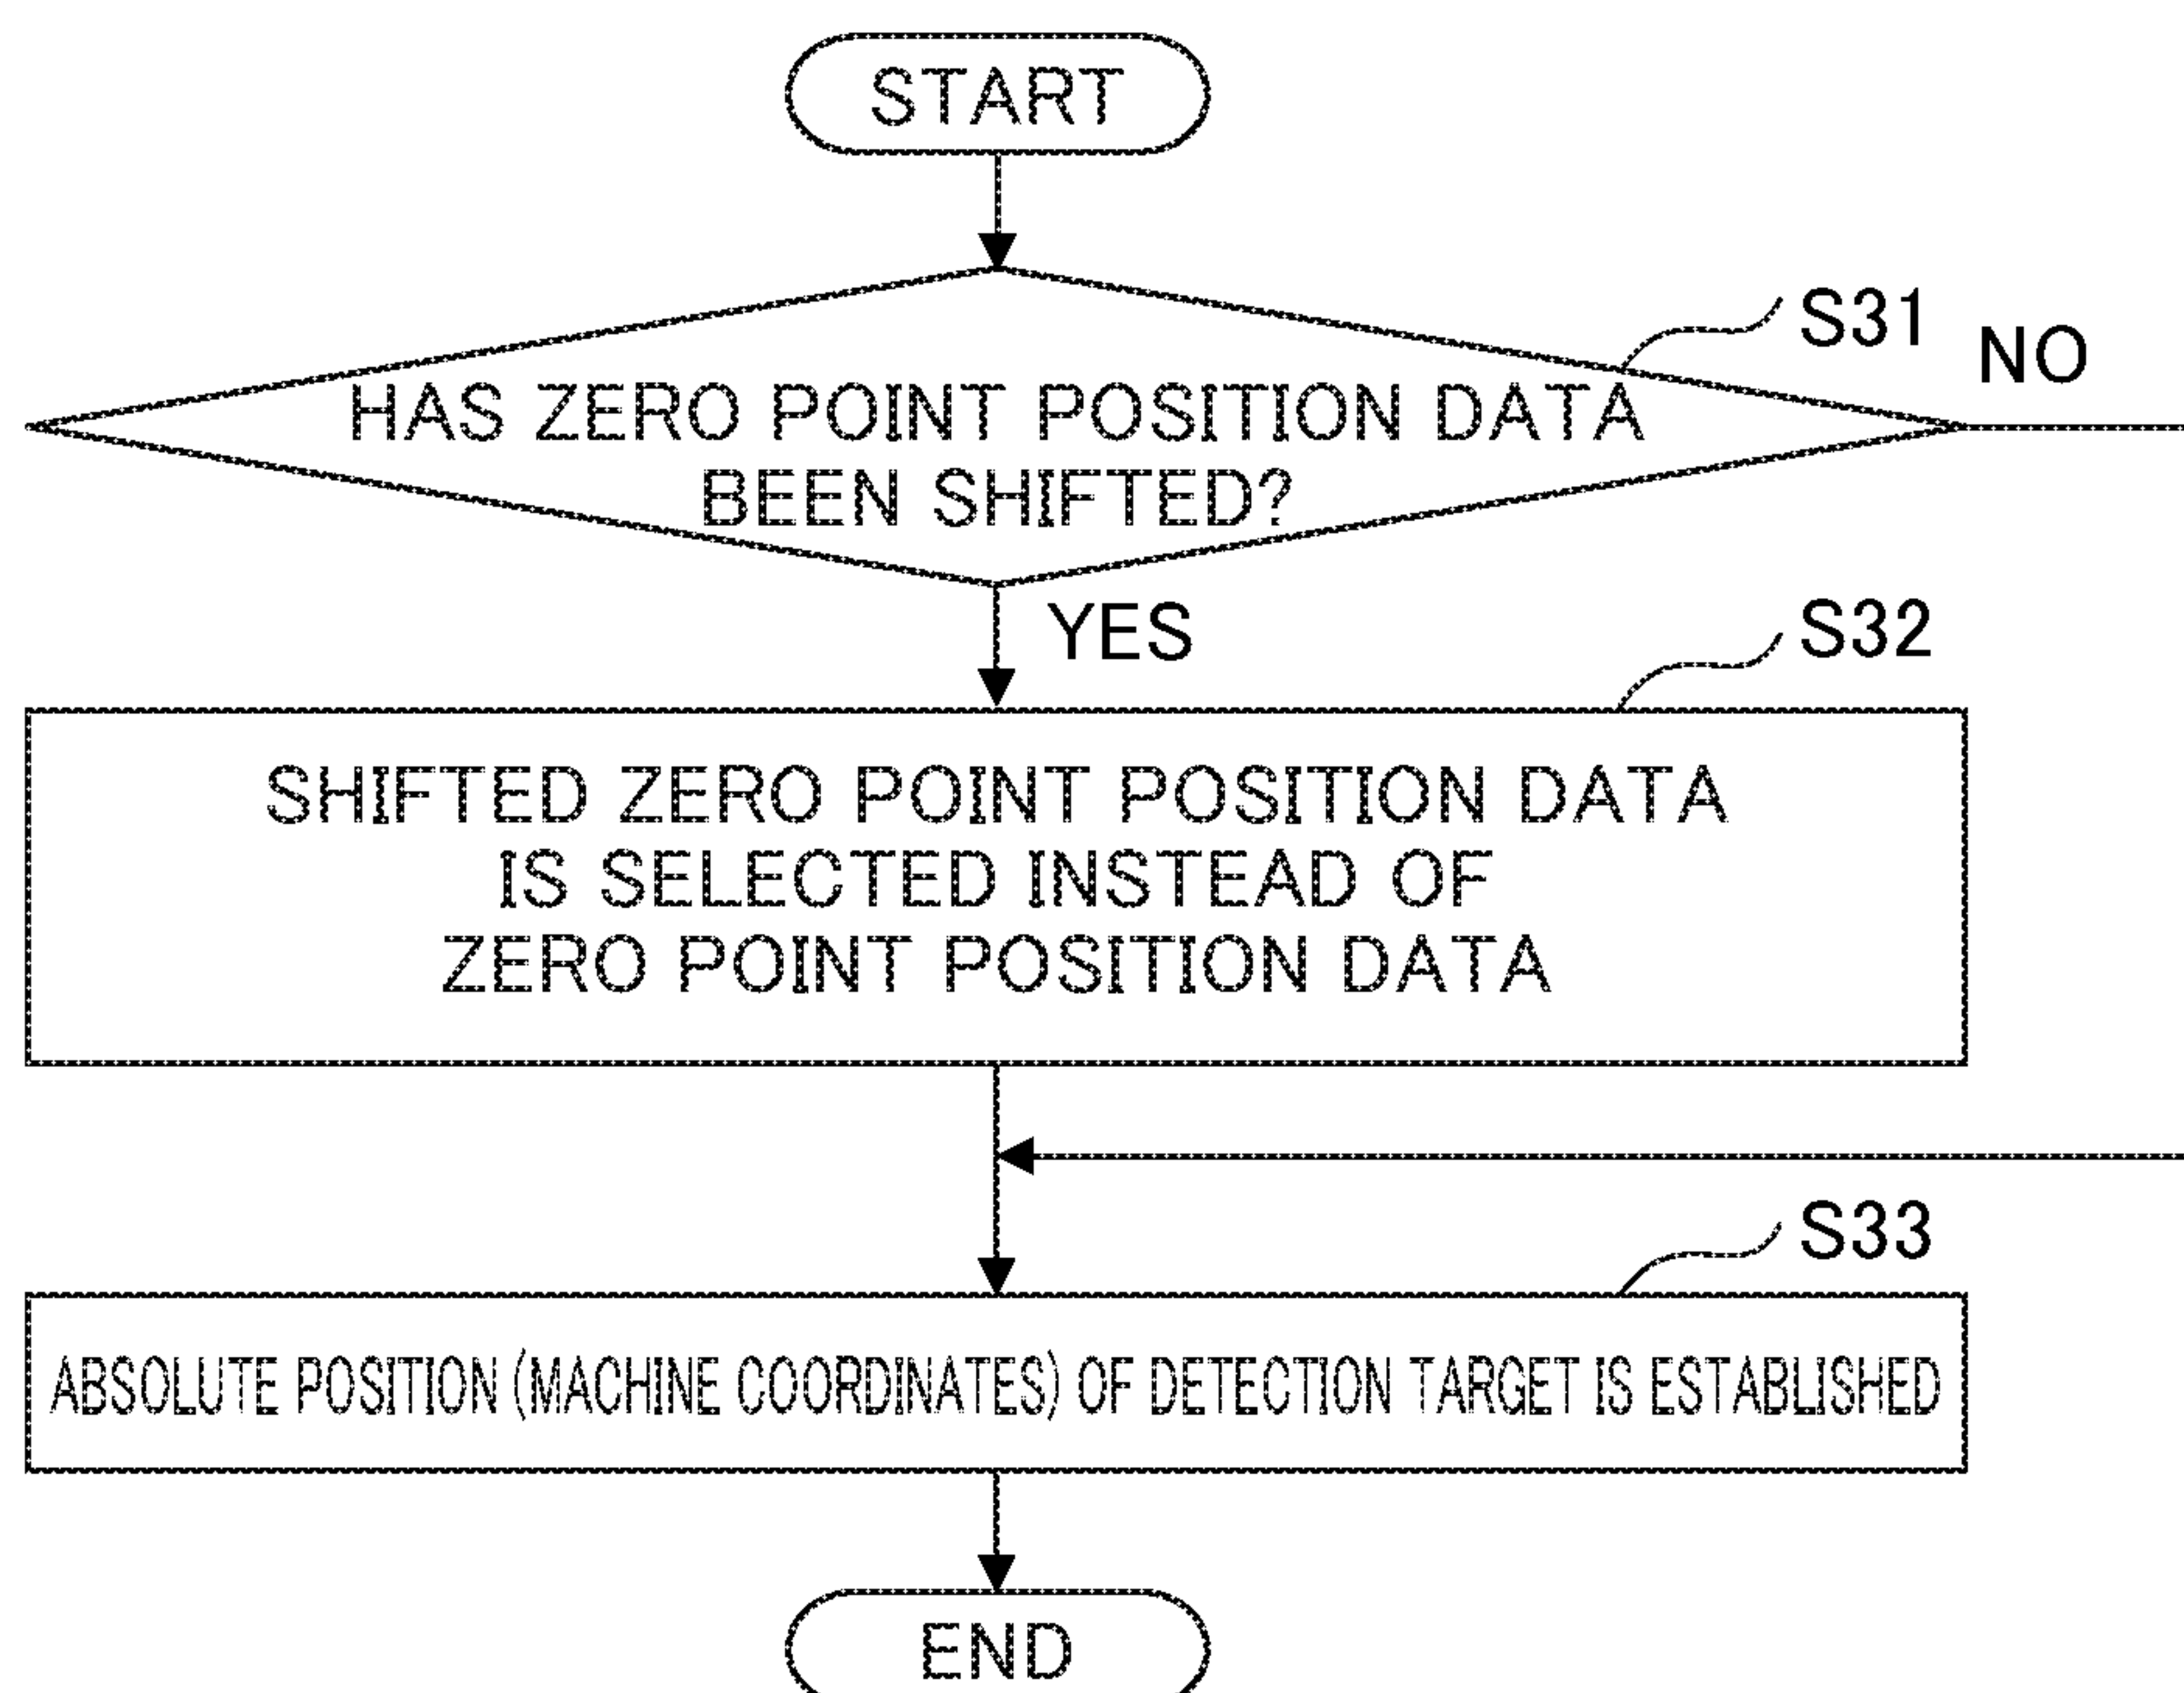 START
S31
NO
HAS ZERO POINT POSITION DATA
BEEN SHIFTED?
YES
S32
SHIFTED ZERO POINT POSITION DATA
IS SELECTED INSTEAD OF
ZERO POINT POSITION DATA
S33
ABSOLUTE POSITION (MACHINE COORDINATES) OF DETECTION TARGET IS ESTABLISHED
END